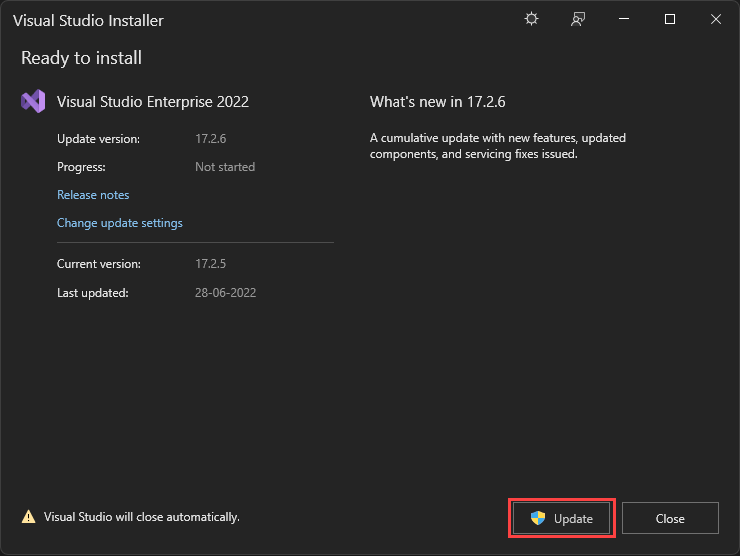 Visual Studio Installer
Ready to install
Visual Studio Enterprise 2022
Update version: 17.2.6
Progress: Not started
Release notes
Change update settings
Current version: 17.2.5
Last updated: 28-06-2022
What's new in 17.2.6
A cumulative update with new features, updated
components, and servicing fixes issued.
Visual Studio will close automatically.
Update
Close